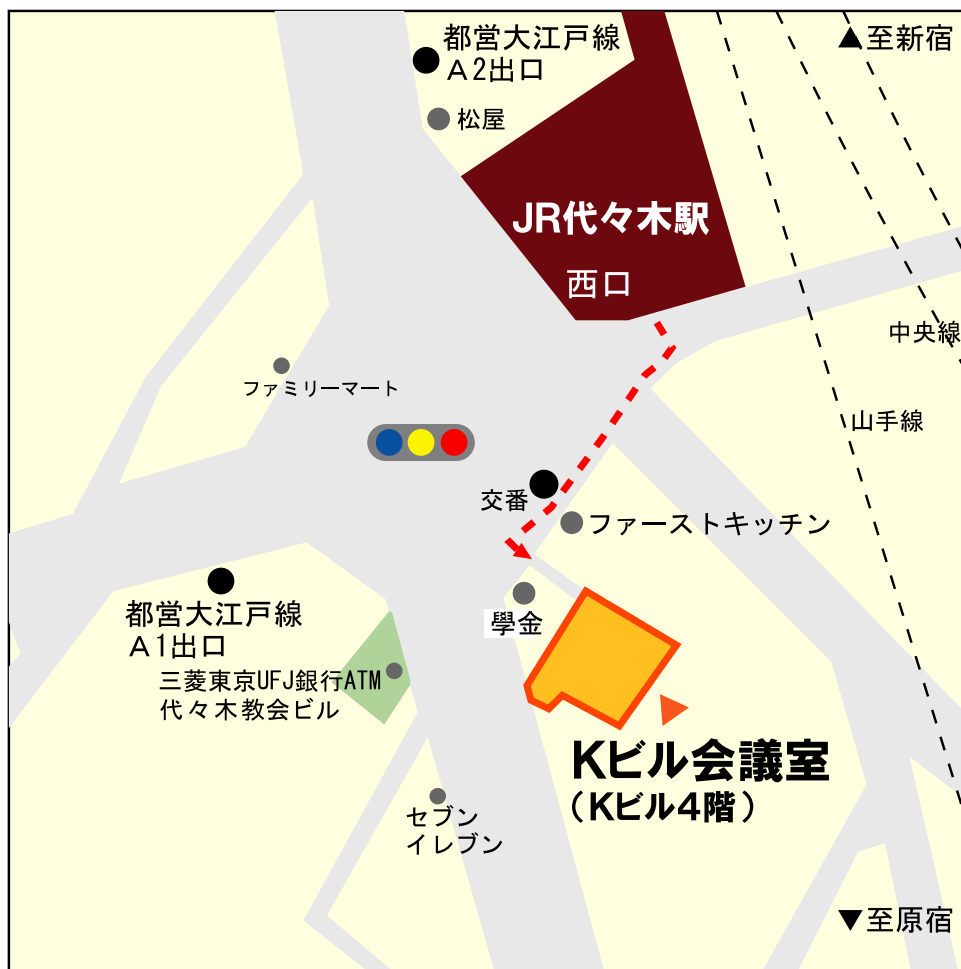 都営大江戸線
A2出口
▲至新宿
松屋
JR代々木駅
西口
中央線
ファミリーマート
山手線
交番
ファーストキッチン
都営大江戸線
A1出口
學金
三菱東京UFJ銀行ATM
代々木教会ビル
Kビル会議室
（Kビル4階）
セブン
イレブン
▼至原宿